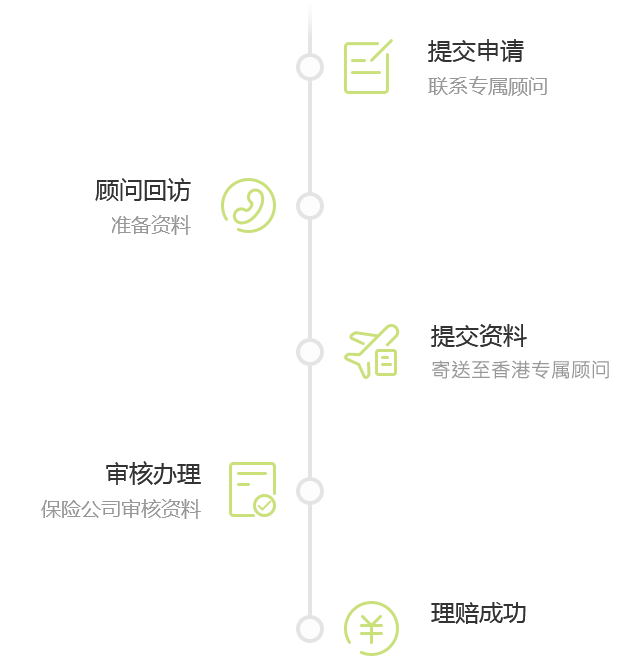 提交申请
联系专属顾问
顾问回访
准备资料
提交资料
寄送至香港专属顾问
审核办理
保险公司审核资料
理赔成功